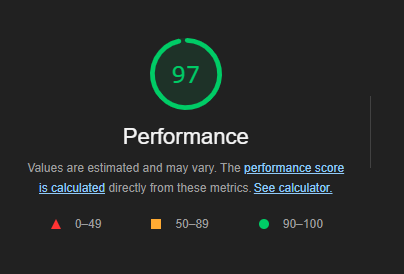 97
Performance
Values are estimated and may vary. The performance score
is calculated directly from these metrics. See calculator.
0–49 50–89 90–100